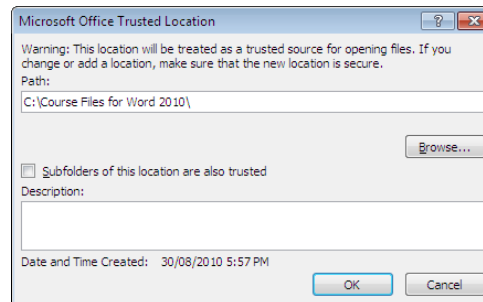 Microsoft Office Trusted Location
Warning: This location will be treated as a trusted source for opening files. If you
change or add a location, make sure that the new location is secure.
Path:
C:\Course Files for Word 2010\
Browse...
Subfolders of this location are also trusted
Description:
Date and Time Created: 30/08/2010 5:57 PM
OK Cancel